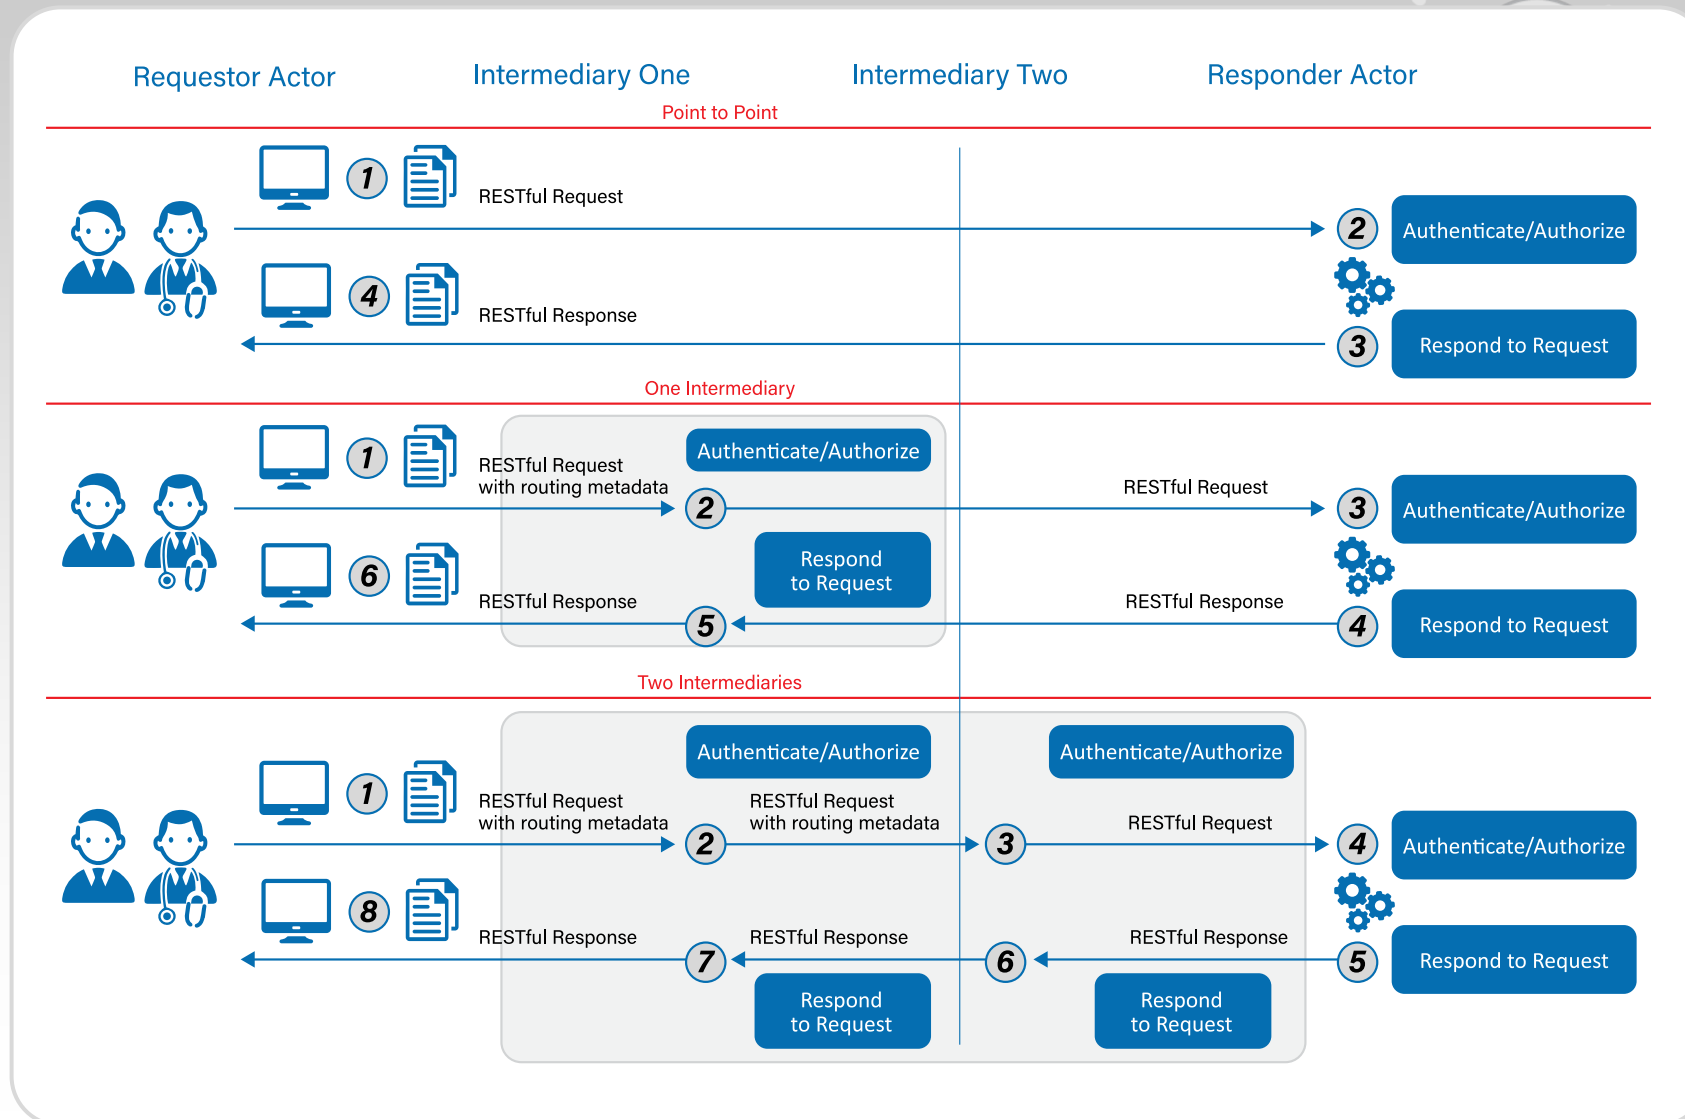 Requestor Actor
Intermediary One
Intermediary Two
Responder Actor
Point to Point
1
RESTful Request
2
Authenticate/Authorize
4
RESTful Response
3
Respond to Request
One Intermediary
1
RESTful Request
with routing metadata
Authenticate/Authorize
2
RESTful Request
3
Authenticate/Authorize
6
RESTful Response
Respond
to Request
5
RESTful Response
4
Respond to Request
Two Intermediaries
Authenticate/Authorize
Authenticate/Authorize
1
RESTful Request
with routing metadata
2
RESTful Request
with routing metadata
3
RESTful Request
4
Authenticate/Authorize
8
RESTful Response
7
RESTful Response
6
RESTful Response
5
Respond to Request
Respond
to Request
Respond
to Request